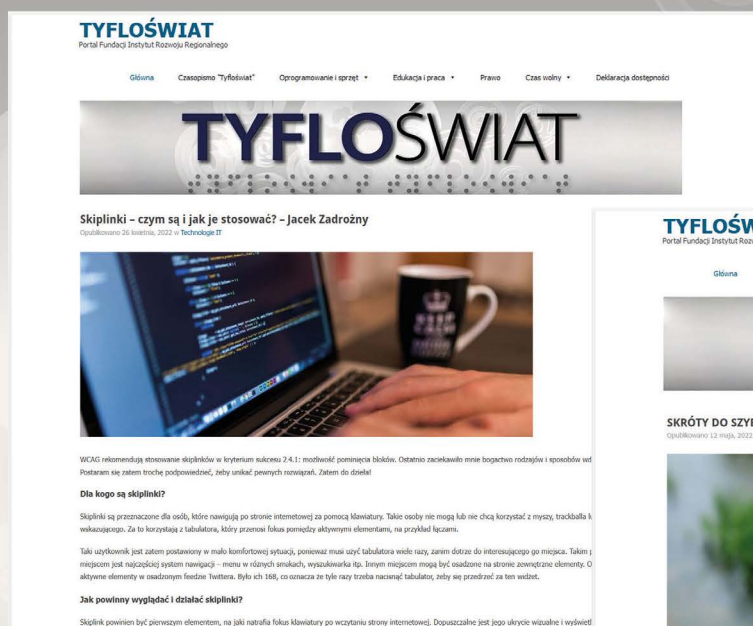 TYFLOŚWIAT
Portal Fundacji Instytut Rozwoju Regionalnego
Główna Czasopismo "Tyfloświat" Oprogramowanie i sprzęt Edukacja i praca Prawo Czas wolny Deklaracja dostępności
TYFLOŚWIAT
Skiplinki – czym są i jak je stosować? – Jacek Zadrożny
Opublikowano 26 kwietnia, 2022 w Technologie IT
KEEP
CALM
WCAG rekomendują stosowanie skiplinków w kryterium sukcesu 2.4.1: możliwość pominięcia bloków. Ostatnio zaciekawiło mnie bogactwo rodzajów i sposobów wd
Postaram się zatem trochę podpowiedzieć, żeby unikać pewnych rozwiązań. Zatem do dzieła!
Dla kogo są skiplinki?
Skiplinki są przeznaczone dla osób, które nawigują po stronie internetowej za pomocą klawiatury. Takie osoby nie mogą lub nie chcą korzystać z myszy, trackballa l
wskazującego. Za to korzystają z tabulatora, który przenosi fokus pomiędzy aktywnymi elementami, na przykład łączami.
Taki użytkownik jest zatem postawiony w mało komfortowej sytuacji, ponieważ musi użyć tabulatora wiele razy, zanim dotrze do interesującego go miejsca. Takim
miejscem jest najczęściej system nawigacji – menu w różnych smakach, wyszukiwarka itp. Innym miejscem mogą być osadzone na stronie zewnętrzne elementy. O
aktywne elementy w osadzonym feedzie Twittera. Było ich 168, co oznacza że tyle razy trzeba nacisnąć tabulator, żeby się przedrzeć za ten widżet.
Jak powinny wyglądać i działać skiplinki?
Skiplink powinien być pierwszym elementem, na jaki natrafia fokus klawiatury po wczytaniu strony internetowej. Dopuszczalne jest jego ukrycie wizualne i wyświetl
TYFLOŚW
Portal Fundacji Instytut Rozw
Główna
SKRÓTY DO SZYB
Opublikowano 12 maja, 2022